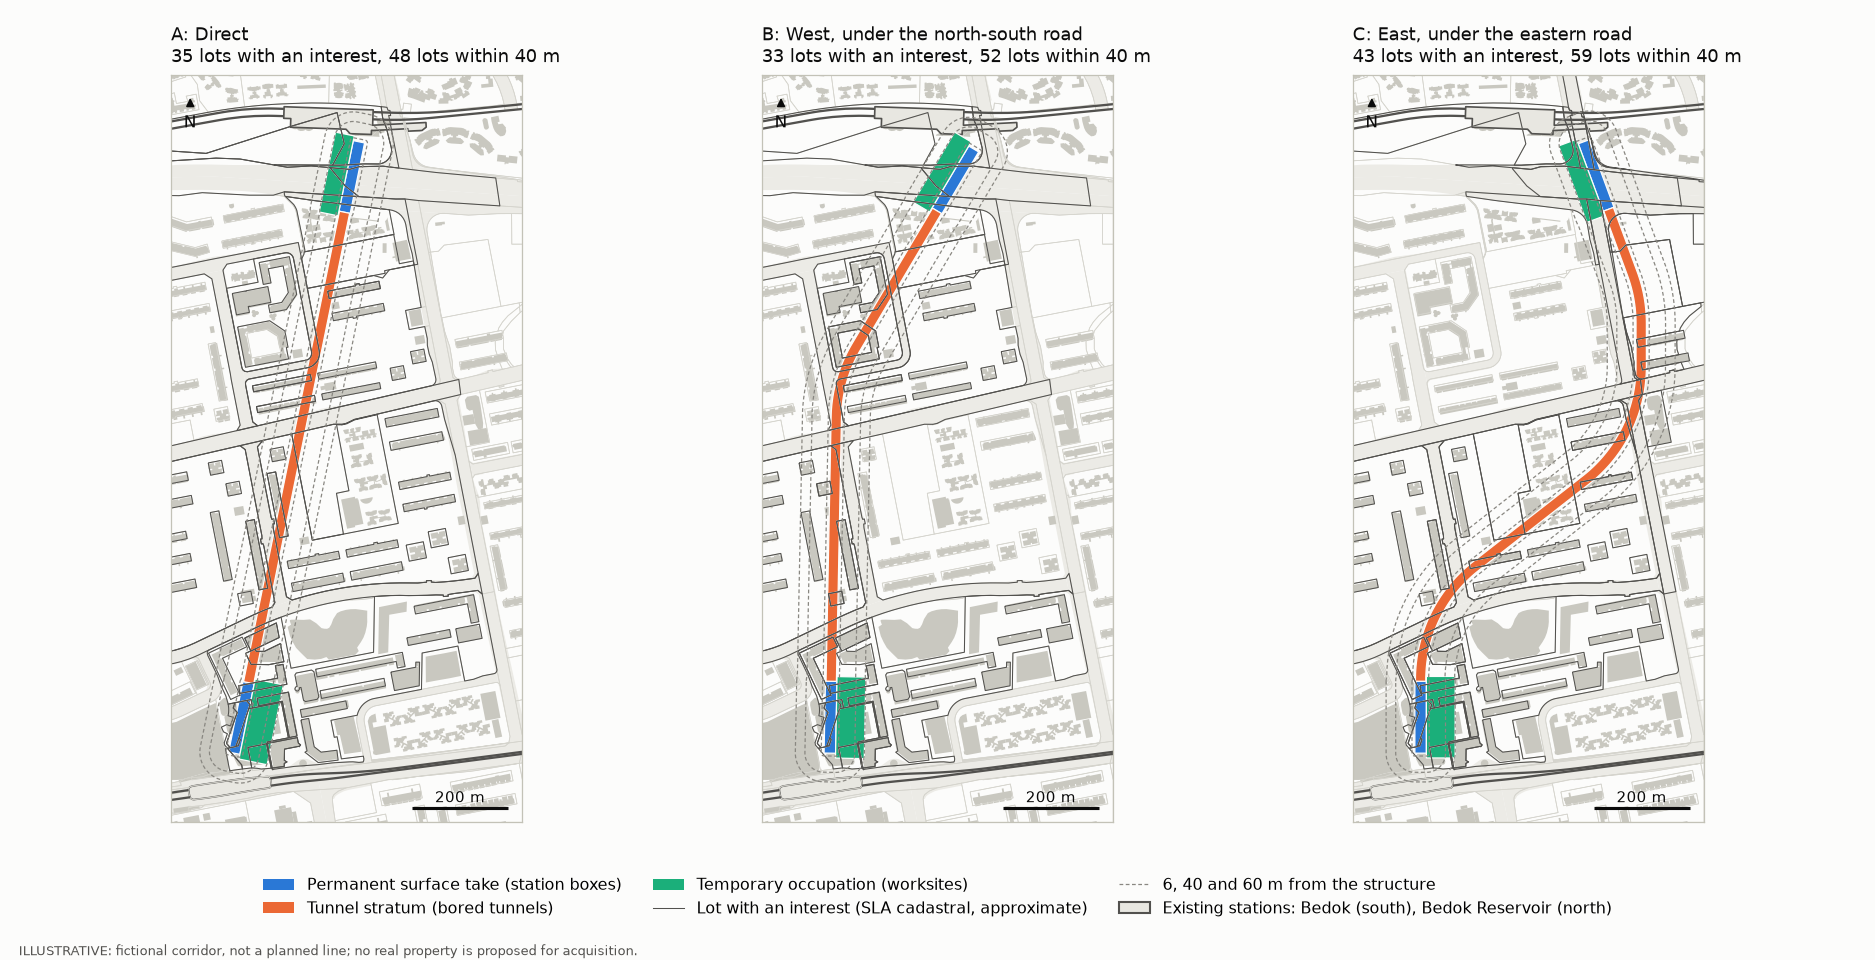 A: Direct
35 lots with an interest, 48 lots within 40 m
B: West, under the north-south road
33 lots with an interest, 52 lots within 40 m
C: East, under the eastern road
43 lots with an interest, 59 lots within 40 m
N
N
N
200 m
200 m
200 m
Permanent surface take (station boxes)
Tunnel stratum (bored tunnels)
Temporary occupation (worksites)
Lot with an interest (SLA cadastral, approximate)
6, 40 and 60 m from the structure
Existing stations: Bedok (south), Bedok Reservoir (north)
ILLUSTRATIVE: fictional corridor, not a planned line; no real property is proposed for acquisition.